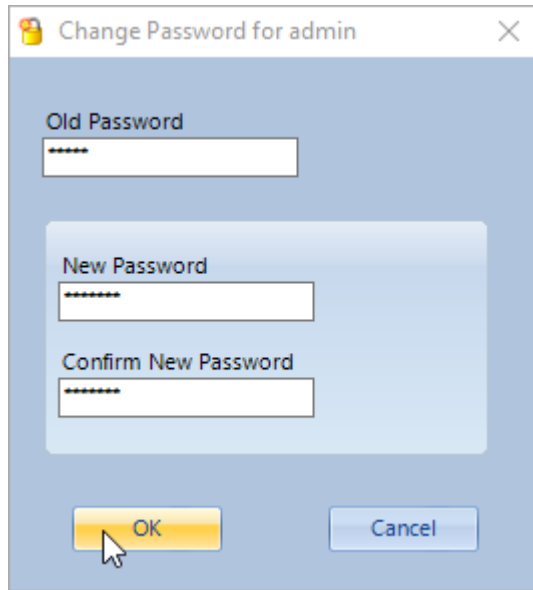 Change Password for admin
Old Password
*****
New Password
*******
Confirm New Password
*******
OK
Cancel